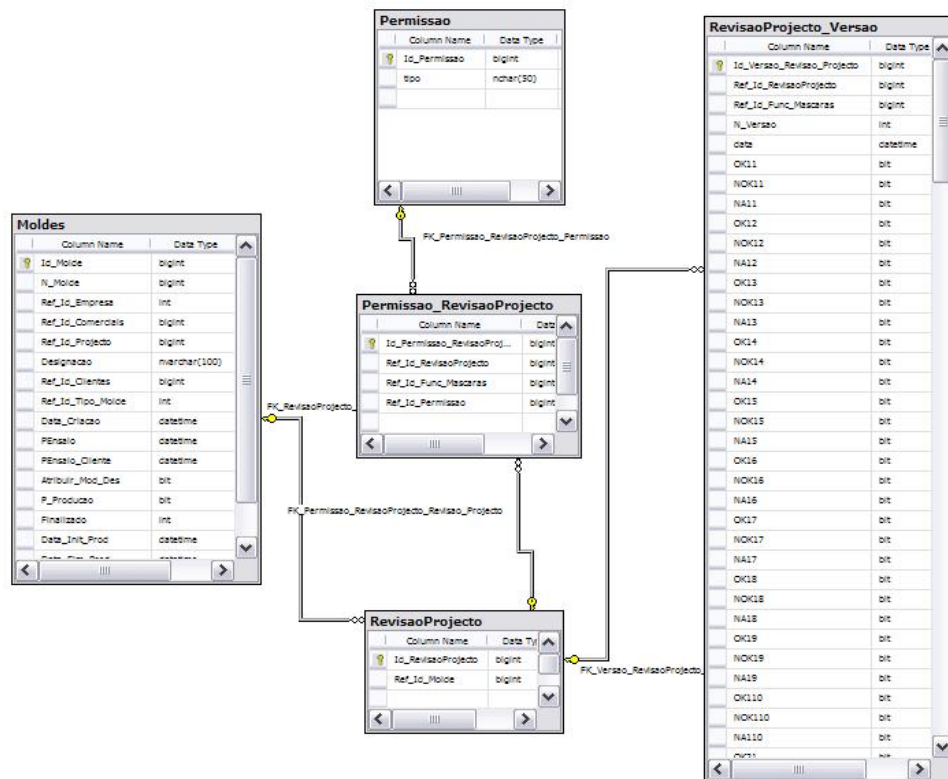 Permissao
Column Name Data Type
Id_Permissao bigint
tipo nchar(30)
FK_Permissao_RevisaoProjecto_Permissao
Moldes
Column Name Data Type
Id_Molde bigint
N_Molde bigint
Ref_Id_Empresa int
Ref_Id_Comerciais bigint
Ref_Id_Projecto bigint
Designacao nvarchar(100)
Ref_Id_Clientes bigint
Ref_Id_Tipo_Molde int
Data_Criacao datetime
PEnsaio datetime
PEnsaio_Cliente datetime
Atribuir_Mod_Des bit
P_Producao bit
Finalizado int
Data_Init_Prod datetime
FK_RevisaoProjecto_
Permissao_RevisaoProjecto
Column Name Data
Id_Permissao_RevisaoProj... bigint
Ref_Id_RevisaoProjecto bigint
Ref_Id_Func_Mascaras bigint
Ref_Id_Permissao bigint
FK_Permissao_RevisaoProjecto_Revisao_Projecto
RevisaoProjecto
Column Name Data Ty
Id_RevisaoProjecto bigint
Ref_Id_Molde bigint
FK_Versao_RevisaoProjecto_
RevisaoProjecto_Versao
Column Name Data Type
Id_Versao_Revisao_Projecto bigint
Ref_Id_RevisaoProjecto bigint
Ref_Id_Func_Mascaras bigint
N_Versao int
data datetime
OK11 bit
NOK11 bit
NA11 bit
OK12 bit
NOK12 bit
NA12 bit
OK13 bit
NOK13 bit
NA13 bit
OK14 bit
NOK14 bit
NA14 bit
OK15 bit
NOK15 bit
NA15 bit
OK16 bit
NOK16 bit
NA16 bit
OK17 bit
NOK17 bit
NA17 bit
OK18 bit
NOK18 bit
NA18 bit
OK19 bit
NOK19 bit
NA19 bit
OK110 bit
NOK110 bit
NA110 bit
OK21 bit